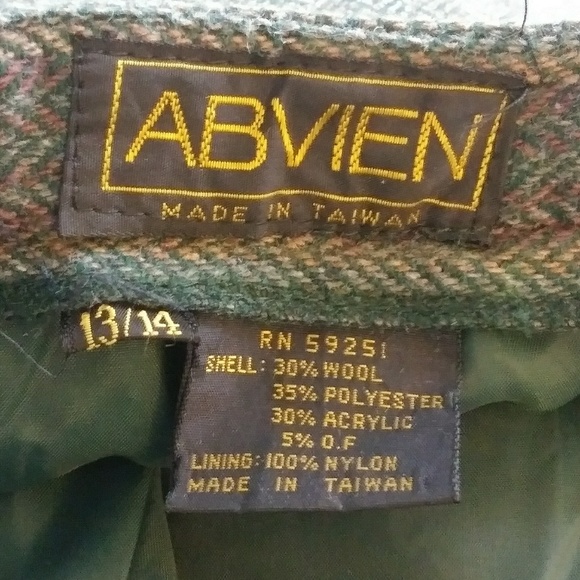 ABVIEN
MADE IN TAIWAN
13/14
RN 59251
SHELL: 30% WOOL
35% POLYESTER
30% ACRYLIC
5% O.F
LINING: 100% NYLON
MADE IN TAIWAN